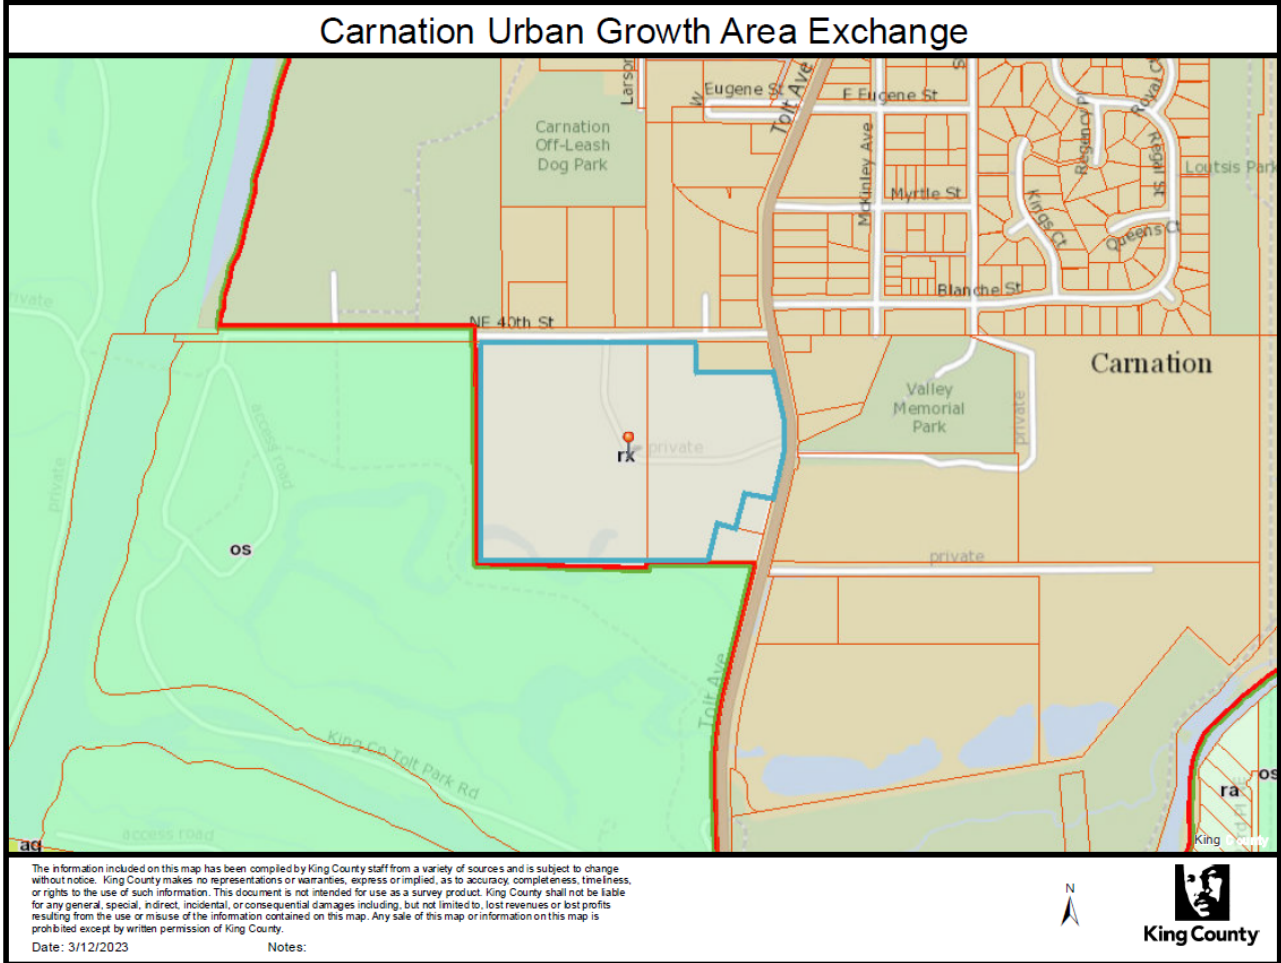 Carnation Urban Growth Area Exchange
Larson
W Eugene St
Tolt Ave
E Eugene St
McKinley Ave
Regency Pl
Royal Ct
Regal St
Carnation
Off-Leash
Dog Park
Loutsis Park
Myrtle St
Kings Ct
Queens Ct
Blanche St
private
NE 40th St
Carnation
Valley
Memorial
Park
private
access road
private
rx
private
os
private
Tolt Ave
King Co Tolt Park Rd
access road
ag
ra
os
King County
The information included on this map has been compiled by King County staff from a variety of sources and is subject to change
without notice. King County makes no representations or warranties, express or implied, as to accuracy, completeness, timeliness,
or rights to the use of such information. This document is not intended for use as a survey product. King County shall not be liable
for any general, special, indirect, incidental, or consequential damages including, but not limited to, lost revenues or lost profits
resulting from the use or misuse of the information contained on this map. Any sale of this map or information on this map is
prohibited except by written permission of King County.
Date: 3/12/2023 Notes:
N
King County